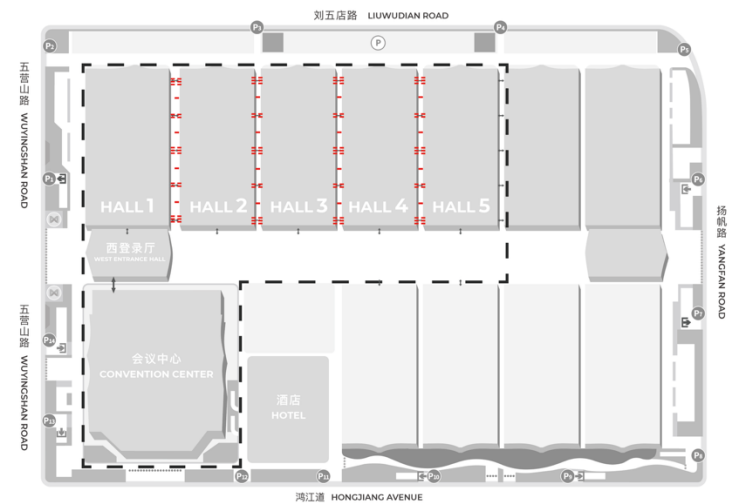 刘五店路 LIUWUDIAN ROAD
P3
P4
P2
P
P5
五营山路 WUYINGSHAN ROAD
P1
P6
HALL 1
HALL 2
HALL 3
HALL 4
HALL 5
扬帆路 YANGFAN ROAD
西登录厅
WEST ENTRANCE HALL
五营山路 WUYINGSHAN ROAD
P7
P14
会议中心
CONVENTION CENTER
酒店
HOTEL
P13
P8
P12
P11
P10
P9
鸿江道 HONGJIANG AVENUE